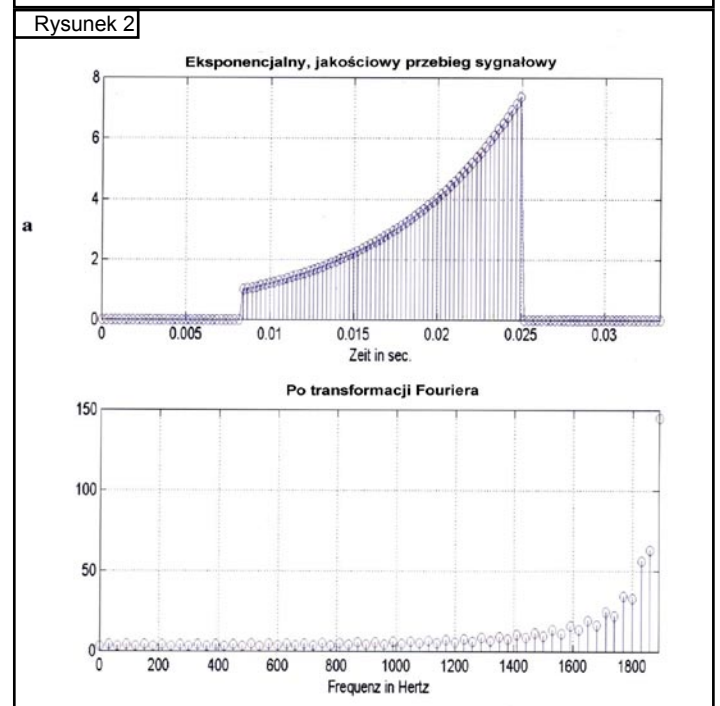 Rysunek 2
Eksponencjalny, jakościowy przebieg sygnałowy
8
6
4
2
0
a
0 0.005 0.01 0.015 0.02 0.025 0.03
Zeit in sec.
Po transformacji Fouriera
150
100
50
0
0 200 400 600 800 1000 1200 1400 1600 1800
Frequenz in Hertz